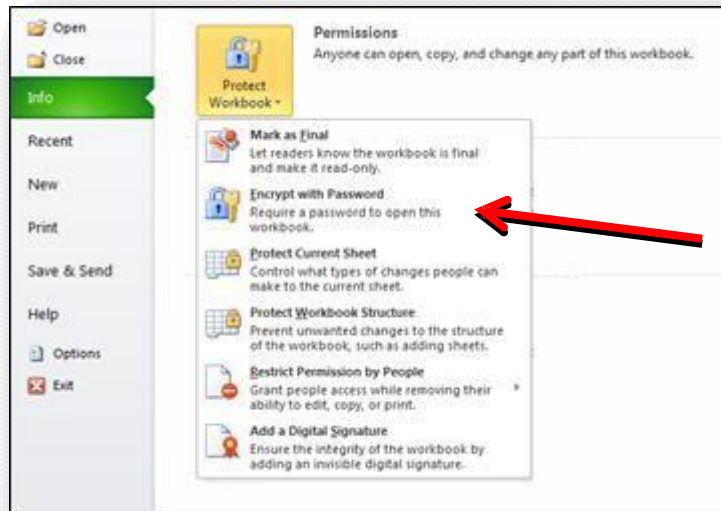 Open
Close
Info
Recent
New
Print
Save & Send
Help
Options
Exit
Permissions
Anyone can open, copy, and change any part of this workbook.
Protect
Workbook
Mark as Final
Let readers know the workbook is final
and make it read-only.
Encrypt with Password
Require a password to open this
workbook.
Protect Current Sheet
Control what types of changes people can
make to the current sheet.
Protect Workbook Structure
Prevent unwanted changes to the structure
of the workbook, such as adding sheets.
Restrict Permission by People
Grant people access while removing their
ability to edit, copy, or print.
Add a Digital Signature
Ensure the integrity of the workbook by
adding an invisible digital signature.